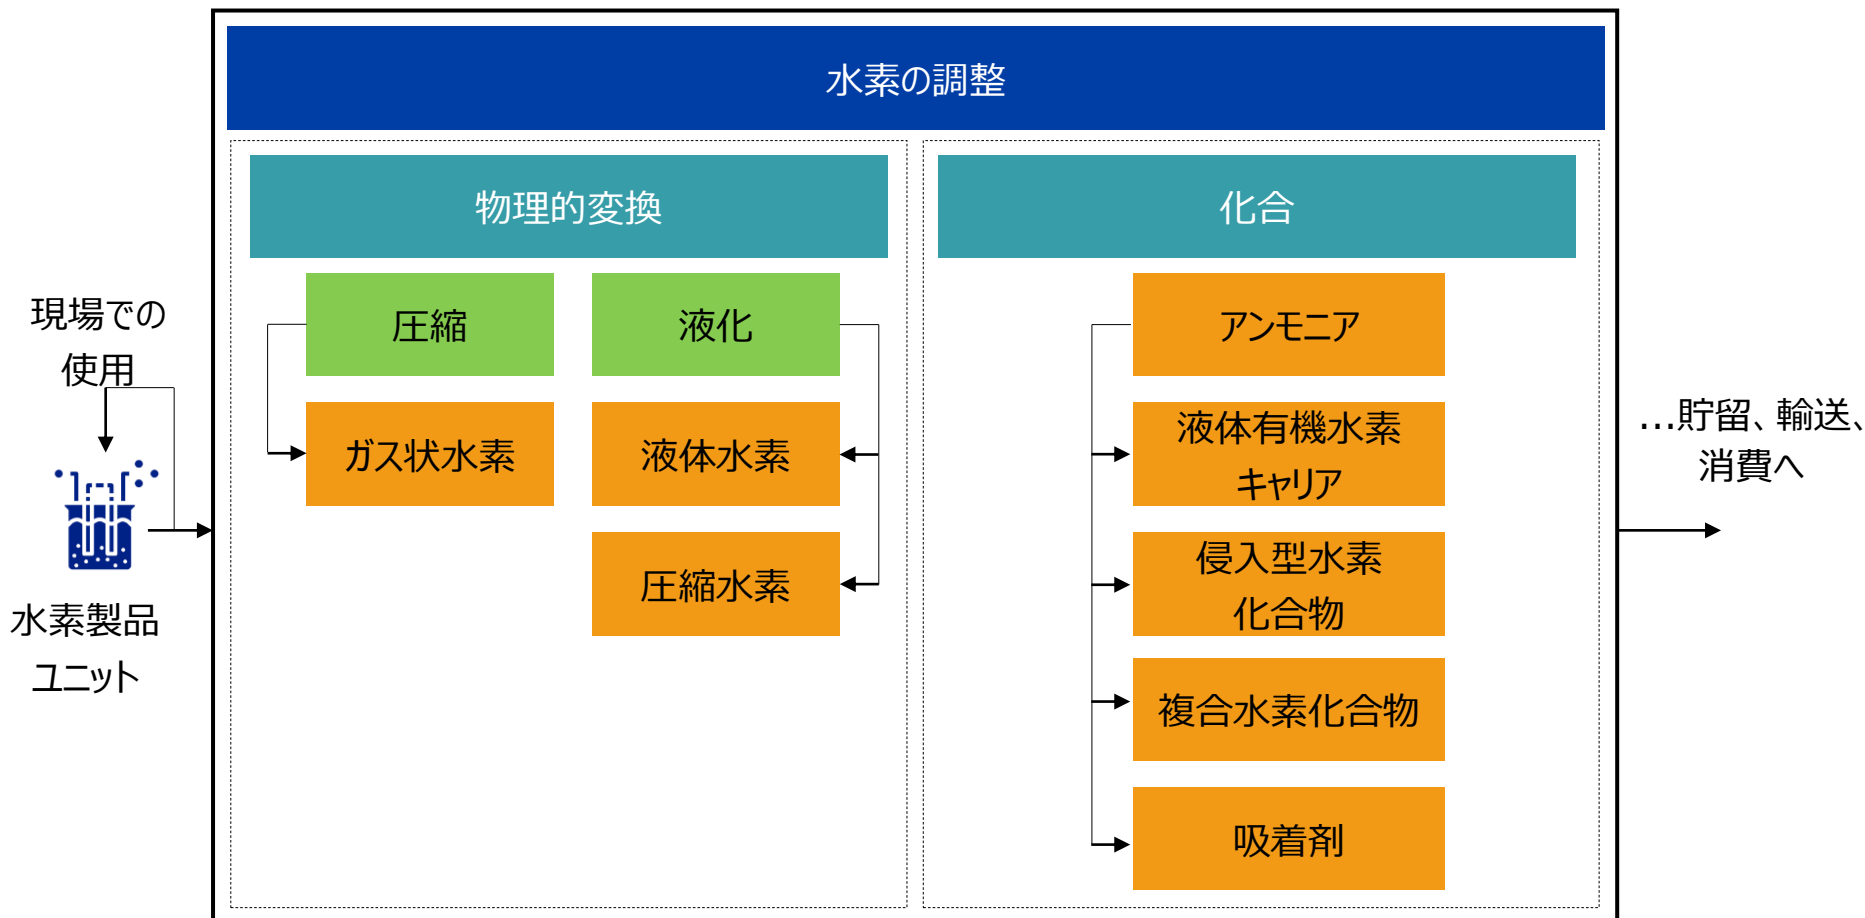 水素の調整
物理的変換
化合
圧縮
液化
アンモニア
ガス状水素
液体水素
液体有機水素
キャリア
圧縮水素
侵入型水素
化合物
複合水素化合物
吸着剤
現場での
使用
水素製品
ユニット
…貯留、輸送、
消費へ